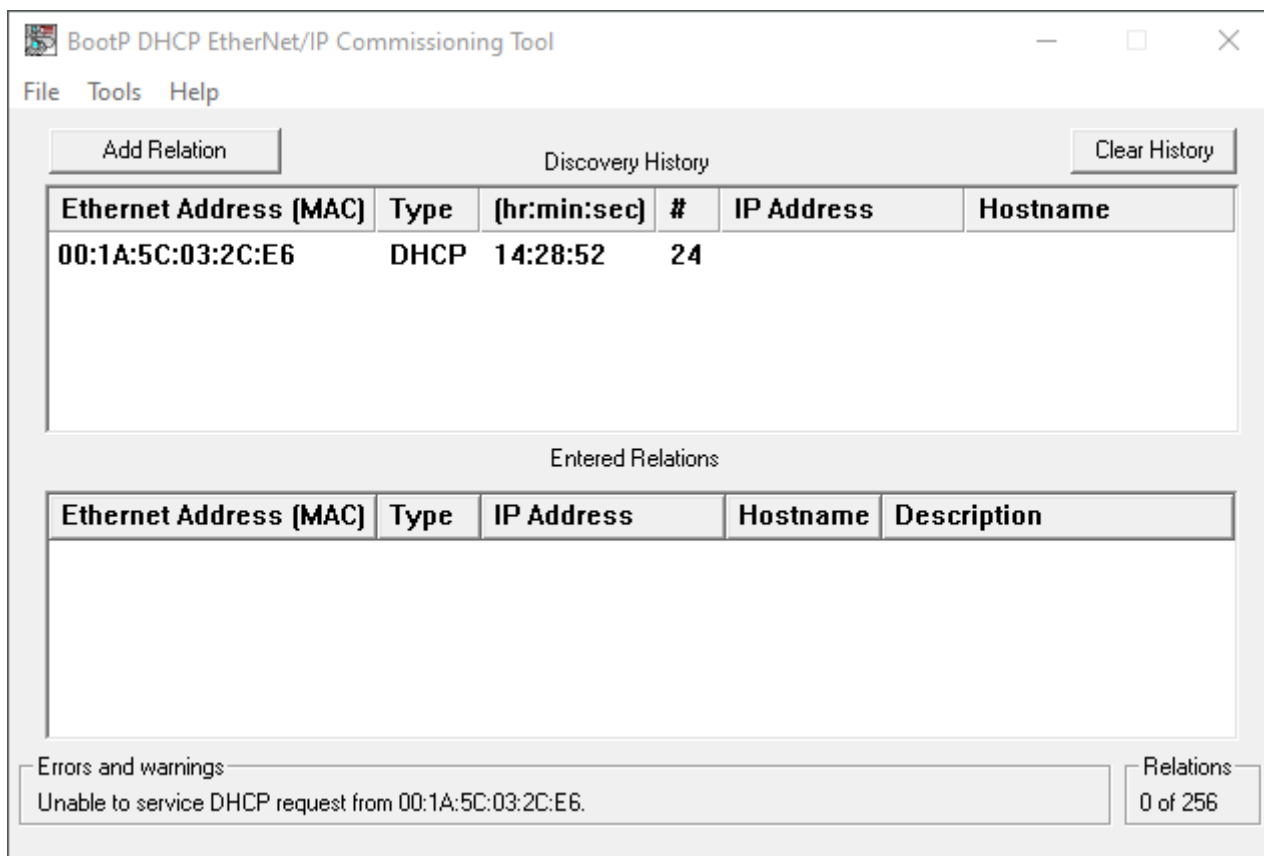 BootP DHCP EtherNet/IP Commissioning Tool
File Tools Help
Add Relation Discovery History Clear History
Ethernet Address (MAC) Type (hr:min:sec) # IP Address Hostname
00:1A:5C:03:2C:E6 DHCP 14:28:52 24
Entered Relations
Ethernet Address (MAC) Type IP Address Hostname Description
Errors and warnings Relations
Unable to service DHCP request from 00:1A:5C:03:2C:E6. 0 of 256